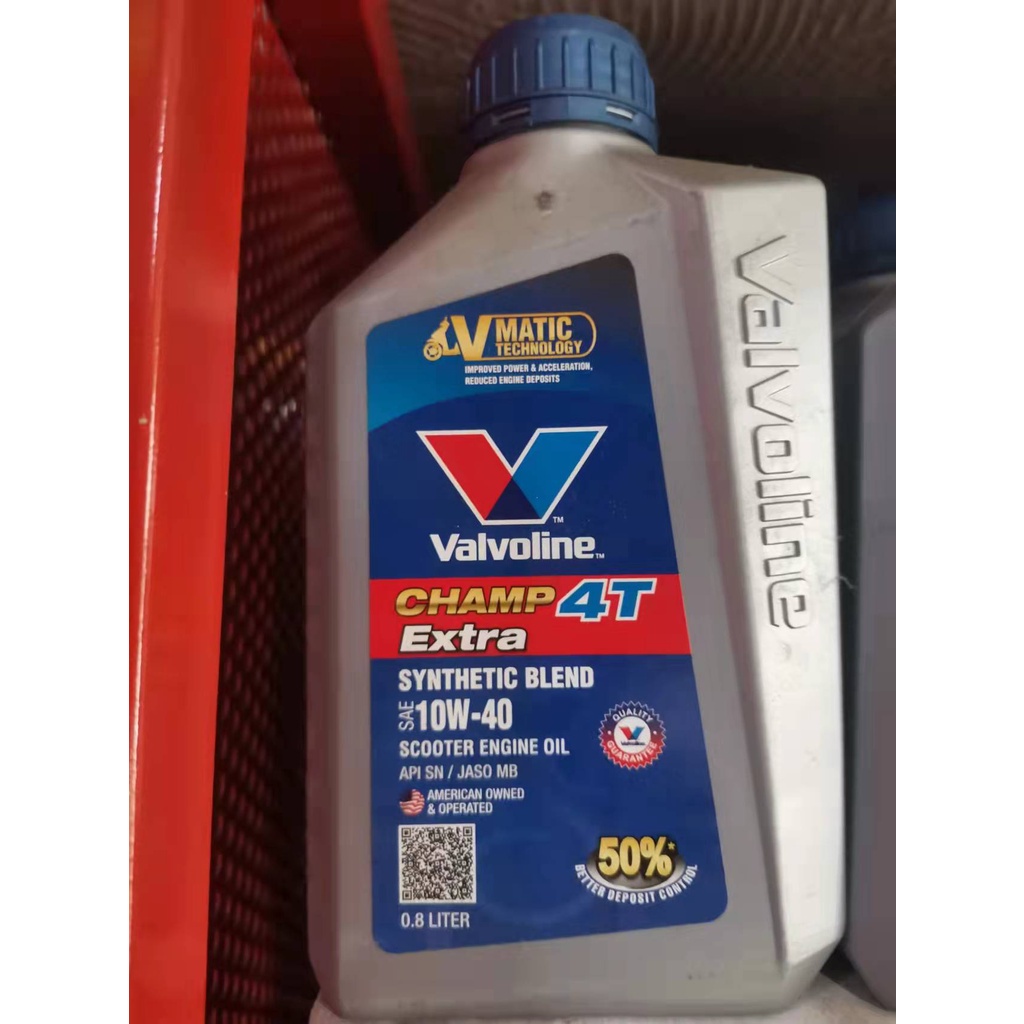 V MATIC
TECHNOLOGY
IMPROVED POWER & ACCELERATION,
REDUCED ENGINE DEPOSITS
Valvoline™
CHAMP 4T
Extra
SYNTHETIC BLEND
SAE 10W-40
SCOOTER ENGINE OIL
API SN / JASO MB
AMERICAN OWNED
& OPERATED
0.8 LITER
QUALITY
Valvoline
GUARANTEE
50%*
BETTER DEPOSIT CONTROL
Valvoline